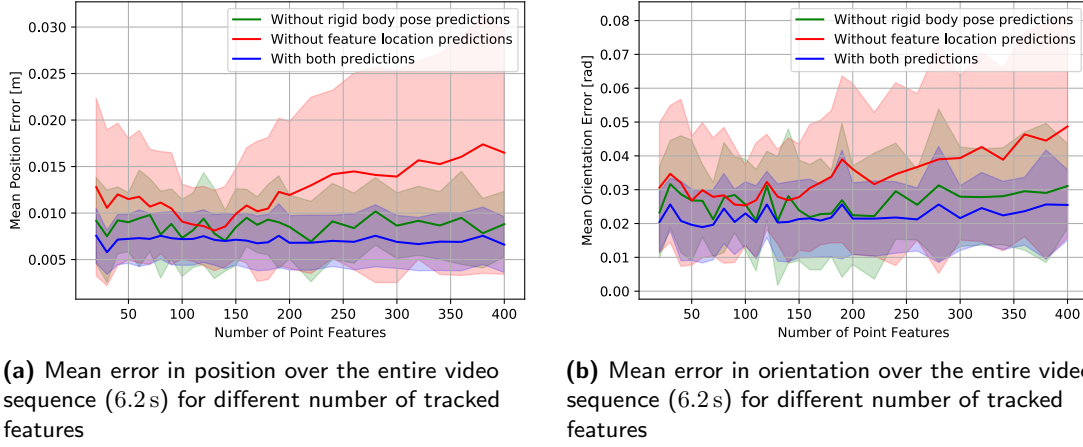 0.030
0.025
0.020
0.015
0.010
0.005
Mean Position Error [m]
Without rigid body pose predictions
Without feature location predictions
With both predictions
50 100 150 200 250 300 350 400
Number of Point Features
(a) Mean error in position over the entire video
sequence (6.2 s) for different number of tracked
features
0.08
0.07
0.06
0.05
0.04
0.03
0.02
0.01
0.00
Mean Orientation Error [rad]
Without rigid body pose predictions
Without feature location predictions
With both predictions
50 100 150 200 250 300 350 400
Number of Point Features
(b) Mean error in orientation over the entire vide
sequence (6.2 s) for different number of tracked
features